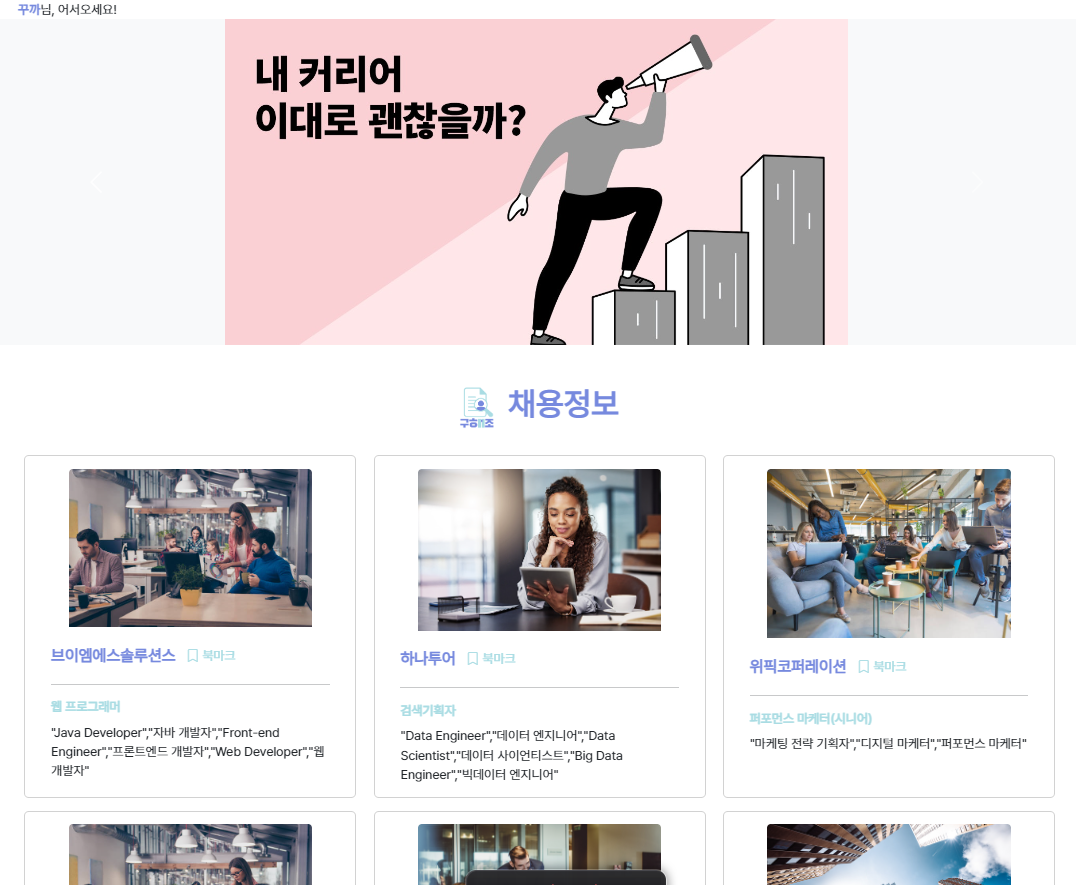 꾸까님, 어서오세요!
내 커리어
이대로 괜찮을까?
구해줘잡조
채용정보
브이엠에스솔루션스 북마크
웹 프로그래머
"Java Developer","자바 개발자","Front-end
Engineer","프론트엔드 개발자","Web Developer","웹
개발자"
하나투어 북마크
검색기획자
"Data Engineer","데이터 엔지니어","Data
Scientist","데이터 사이언티스트","Big Data
Engineer","빅데이터 엔지니어"
위픽코퍼레이션 북마크
퍼포먼스 마케터(시니어)
"마케팅 전략 기획자","디지털 마케터","퍼포먼스 마케터"